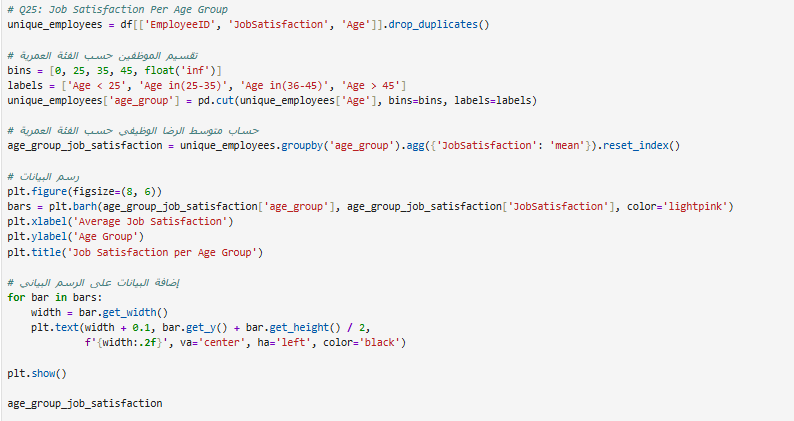 # Q25: Job Satisfaction Per Age Group
unique_employees = df[['EmployeeID', 'JobSatisfaction', 'Age']].drop_duplicates()
# تقسيم الموظفين حسب الفئة العمرية
bins = [0, 25, 35, 45, float('inf')]
labels = ['Age < 25', 'Age in(25-35)', 'Age in(36-45)', 'Age > 45']
unique_employees['age_group'] = pd.cut(unique_employees['Age'], bins=bins, labels=labels)
# حساب متوسط الرضا الوظيفي حسب الفئة العمرية
age_group_job_satisfaction = unique_employees.groupby('age_group').agg({'JobSatisfaction': 'mean'}).reset_index()
# رسم البيانات
plt.figure(figsize=(8, 6))
bars = plt.barh(age_group_job_satisfaction['age_group'], age_group_job_satisfaction['JobSatisfaction'], color='lightpink')
plt.xlabel('Average Job Satisfaction')
plt.ylabel('Age Group')
plt.title('Job Satisfaction per Age Group')
# إضافة البيانات على الرسم البياني
for bar in bars:
    width = bar.get_width()
    plt.text(width + 0.1, bar.get_y() + bar.get_height() / 2,
             f'{width:.2f}', va='center', ha='left', color='black')
plt.show()
age_group_job_satisfaction